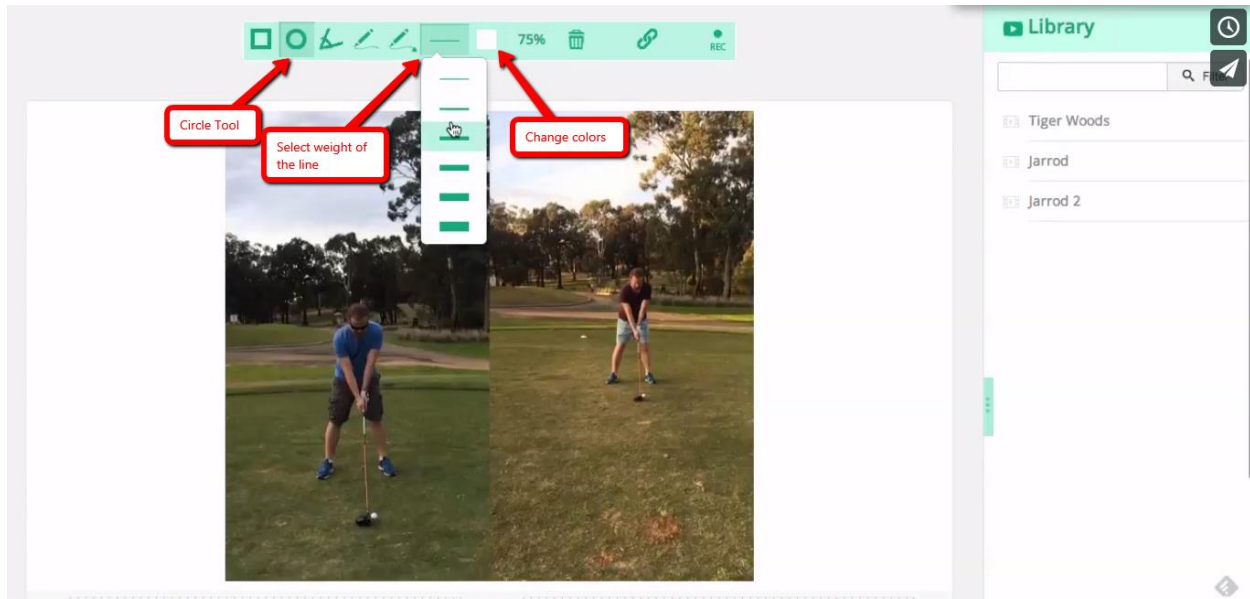 75%
REC
Library
Filter
Circle Tool
Select weight of
the line
Change colors
Tiger Woods
Jarrod
Jarrod 2